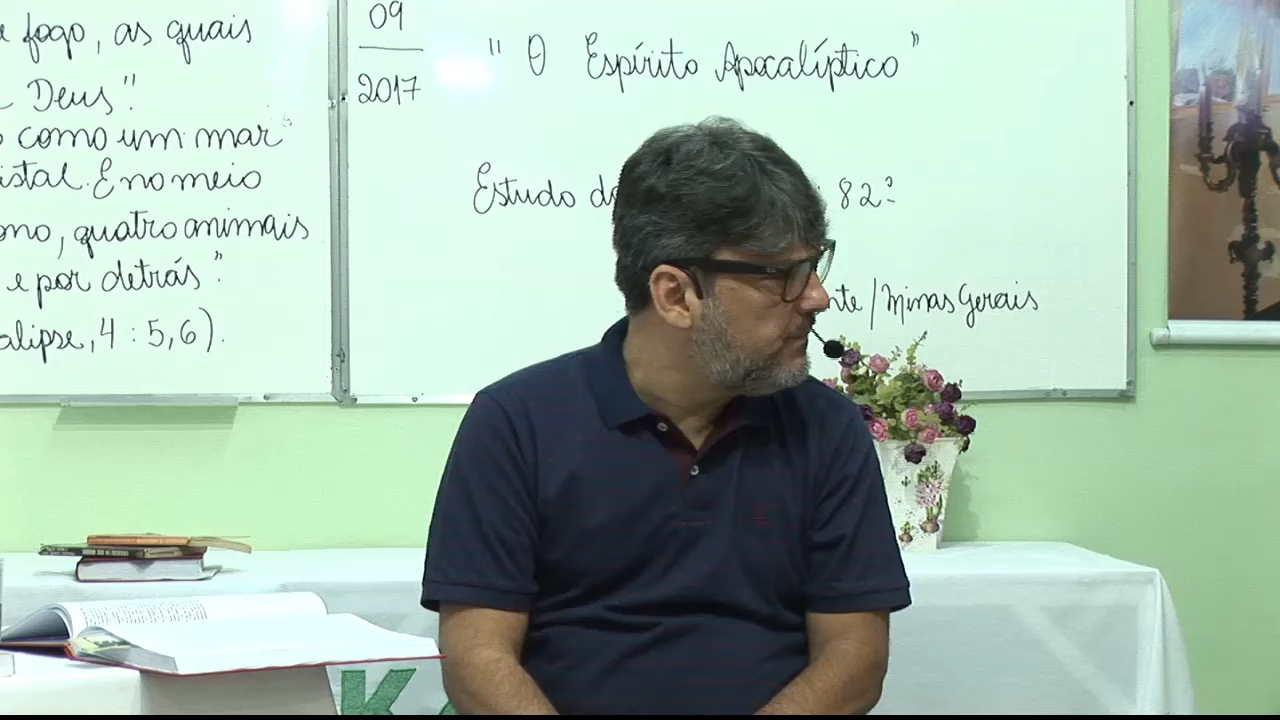 fogo, as quais
Deus".
como um mar
istal. E no meio
, quatro animais
e por detrás".
alipse, 4 : 5,6).
09
2017
"O Espírito Apocalíptico"
Estudo do 82º
nte/Minas Gerais
K